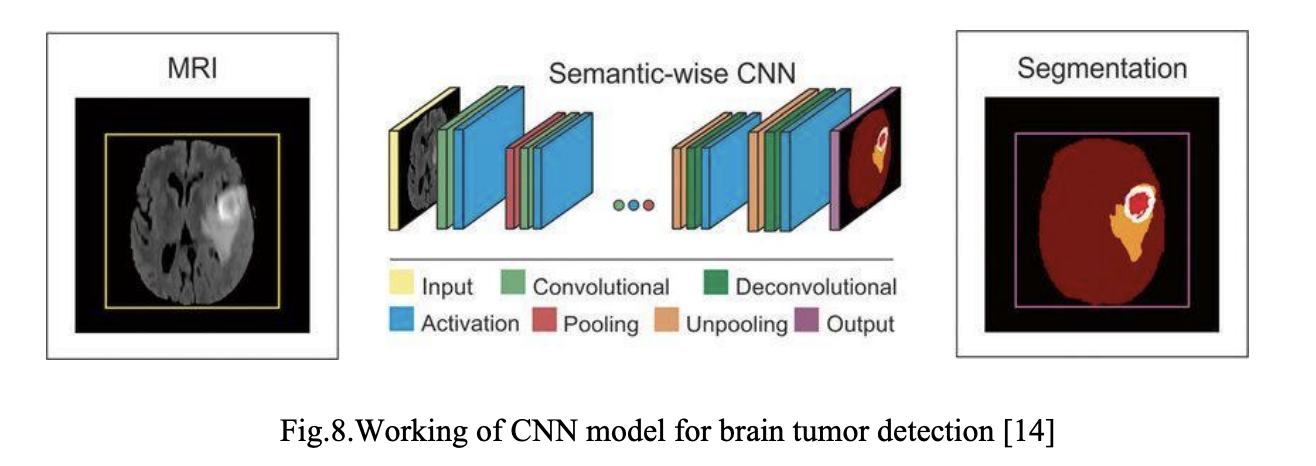 MRI
Semantic-wise CNN
Segmentation
Input Convolutional Deconvolutional
Activation Pooling Unpooling Output
Fig.8.Working of CNN model for brain tumor detection [14]